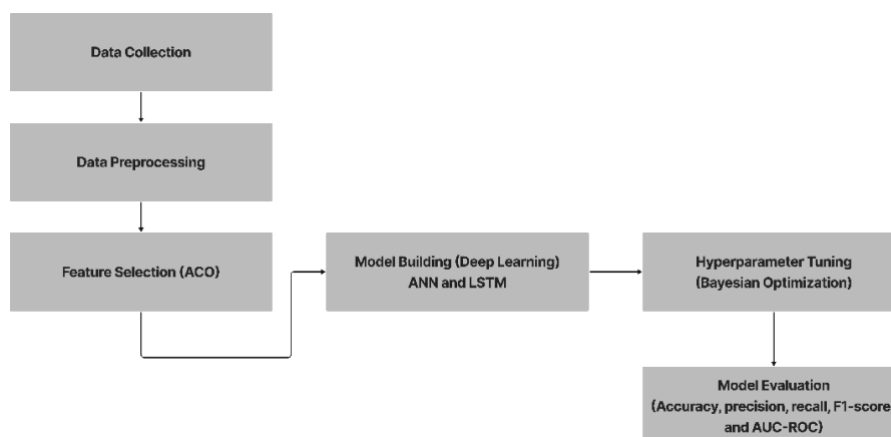 Data Collection
Data Preprocessing
Feature Selection (ACO)
Model Building (Deep Learning)
ANN and LSTM
Hyperparameter Tuning
(Bayesian Optimization)
Model Evaluation
(Accuracy, precision, recall, F1-score
and AUC-ROC)